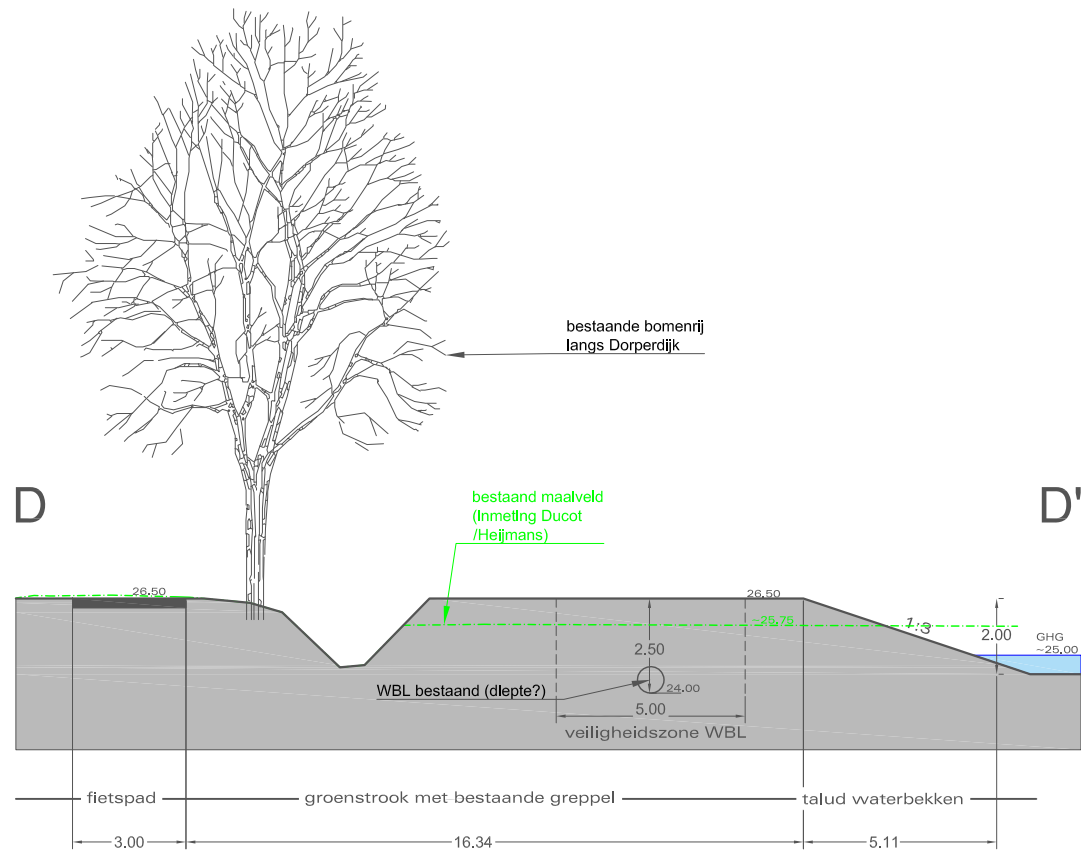 bestaande bomenrij
langs Dorperdijk
D
D'
bestaand maaiveld
(Inmeting Ducot
/Heijmans)
26.50
26.50
~25.75
1:3
2.00
GHG
~25.00
2.50
WBL bestaand (diepte?)
24.00
5.00
veiligheidszone WBL
fietspad
groenstrook met bestaande greppel
talud waterbekken
3.00
16.34
5.11